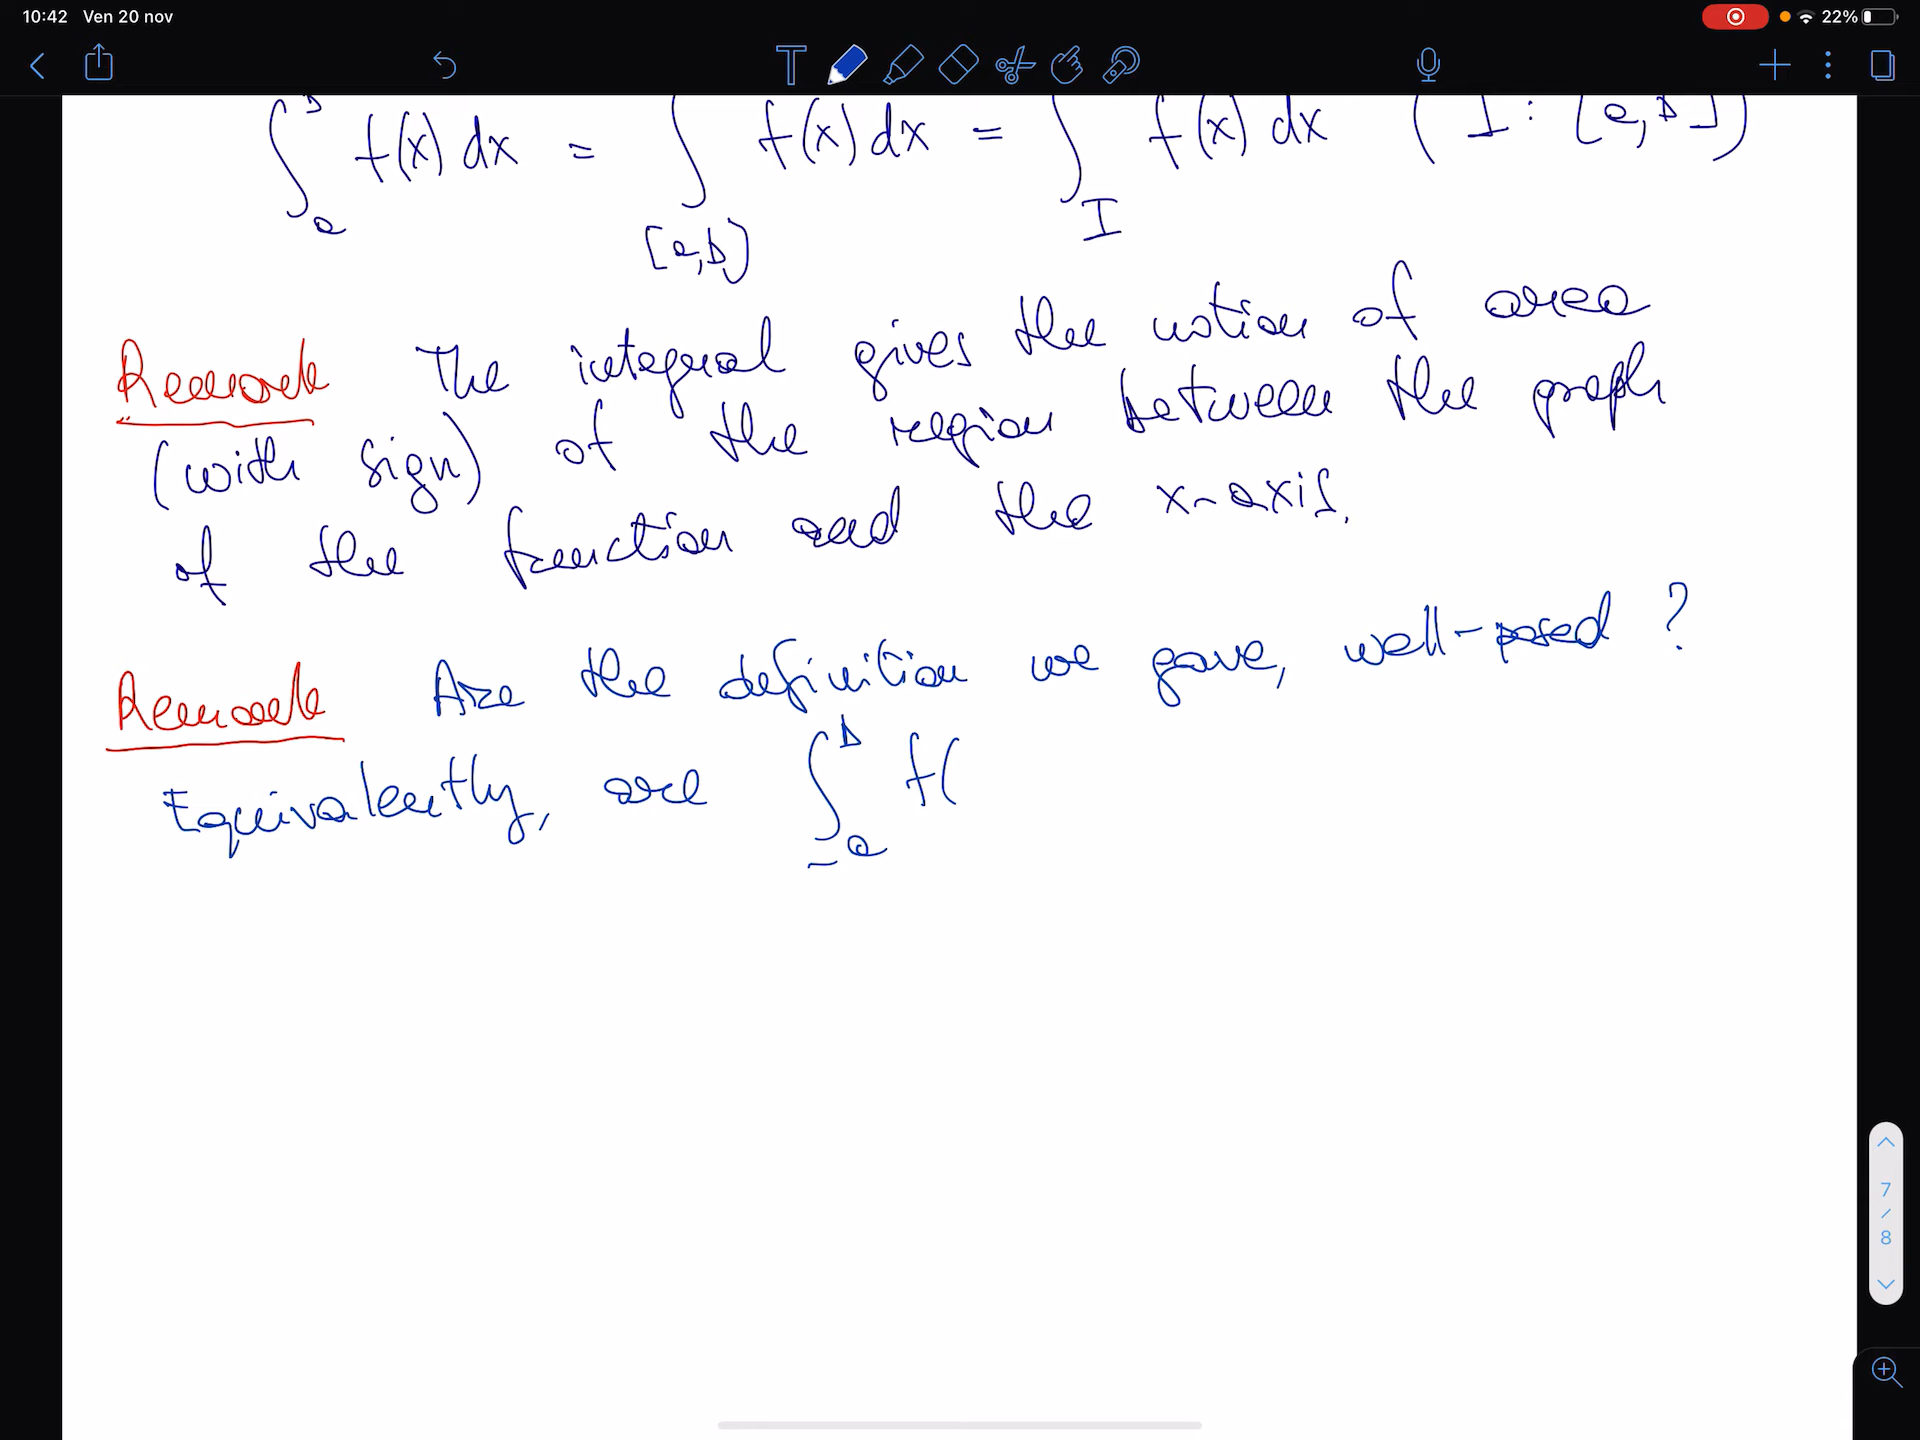 10:42 Ven 20 nov 22%
T
∫_a^b f(x) dx = ∫_[a,b] f(x) dx = ∫_I f(x) dx (I: [a,b])
Remark The integral gives the notion of area
(with sign) of the region between the graph
of the function and the x-axis.
Remark Are the definition we gave, well-posed ?
Equivalently, are ∫_a^b f(
7
/
8